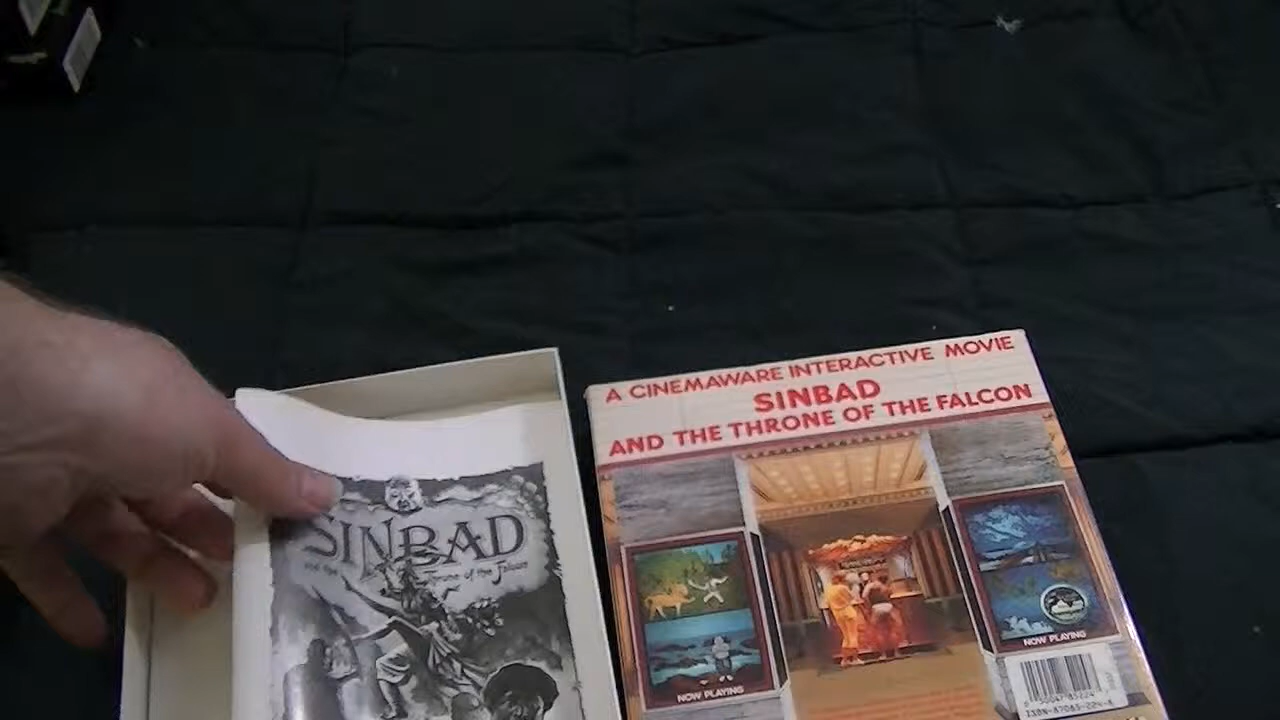 SINBAD
and the Throne of the Falcon
A CINEMAWARE INTERACTIVE MOVIE
SINBAD
AND THE THRONE OF THE FALCON
NOW PLAYING
NOW PLAYING